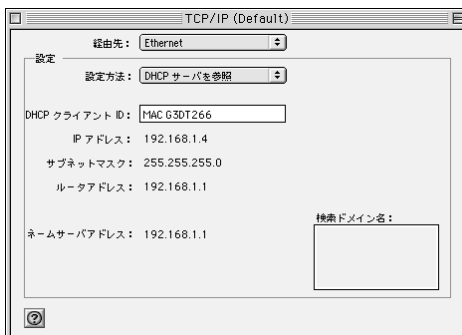 TCP/IP (Default)
経由先： Ethernet
設定
設定方法： DHCP サーバを参照
DHCP クライアント ID： MAC G3DT266
IP アドレス： 192.168.1.4
サブネットマスク： 255.255.255.0
ルータアドレス： 192.168.1.1
検索ドメイン名：
ネームサーバアドレス： 192.168.1.1
?